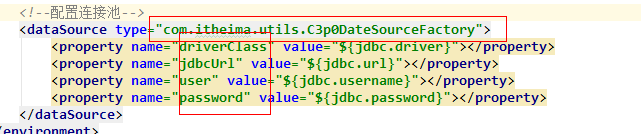 <!--配置连接池-->
<dataSource type="com.itheima.utils.C3p0DateSourceFactory">
<property name="driverClass" value="${jdbc.driver}"></property>
<property name="jdbcUrl" value="${jdbc.url}"></property>
<property name="user" value="${jdbc.username}"></property>
<property name="password" value="${jdbc.password}"></property>
</dataSource>
/environment>